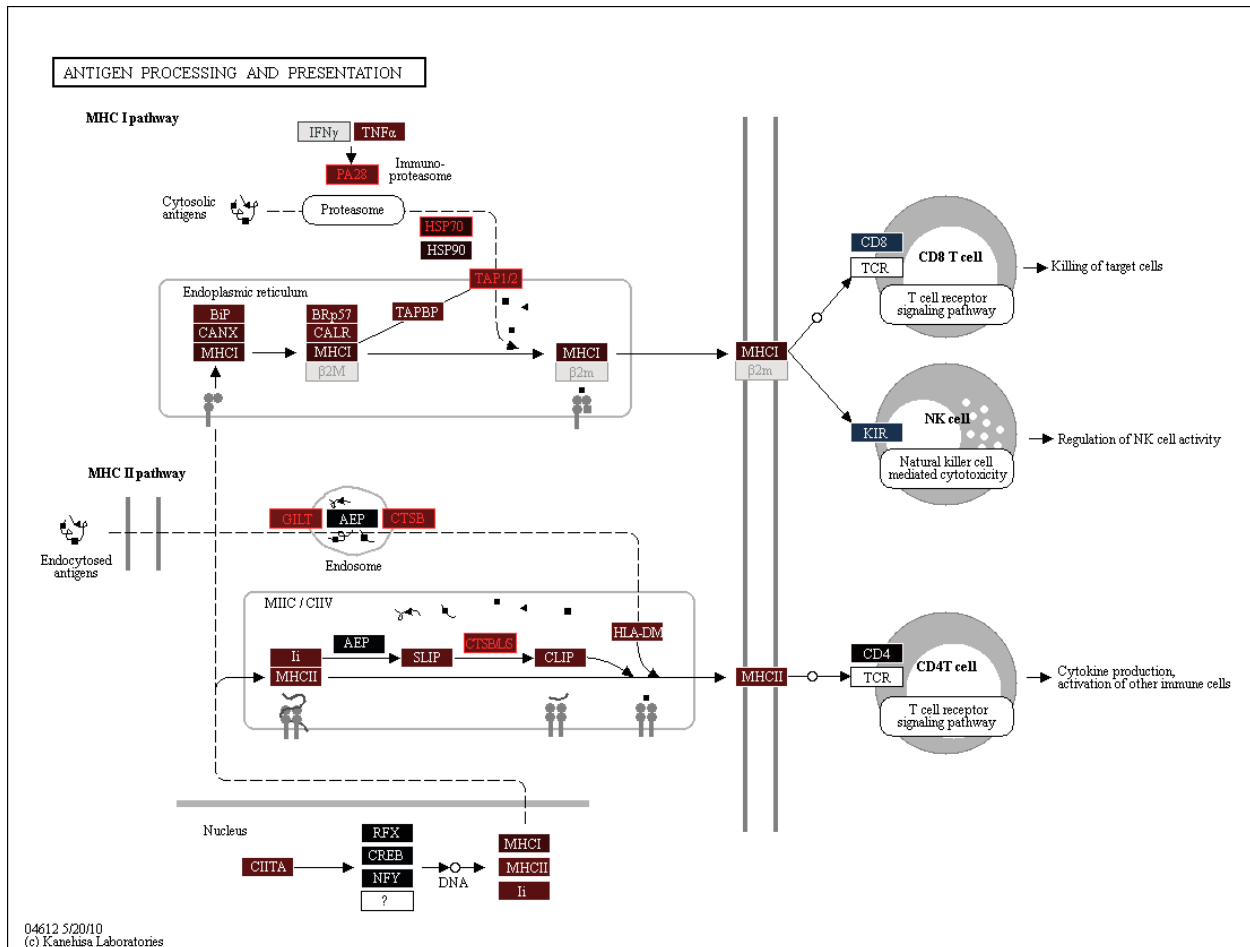 ANTIGEN PROCESSING AND PRESENTATION
MHC I pathway
IFNγ
TNFα
PA28
Immuno-
proteasome
Cytosolic
antigens
Proteasome
HSP70
HSP90
TAP1/2
Endoplasmic reticulum
BiP
CANX
MHCI
BRp57
CALR
MHCI
β2M
TAPBP
MHCI
β2m
MHCI
β2m
CD8
TCR
CD8 T cell
T cell receptor
signaling pathway
Killing of target cells
KIR
NK cell
Natural killer cell
mediated cytotoxicity
Regulation of NK cell activity
MHC II pathway
Endocytosed
antigens
GILT
AEP
CTSB
Endosome
MIIC / CIIV
Ii
MHCII
AEP
SLIP
CTSB/LS
CLIP
HLA-DM
MHCII
CD4
TCR
CD4T cell
T cell receptor
signaling pathway
Cytokine production,
activation of other immune cells
Nucleus
CIITA
RFX
CREB
NFY
?
DNA
MHCI
MHCII
Ii
04612 5/20/10
(c) Kanehisa Laboratories